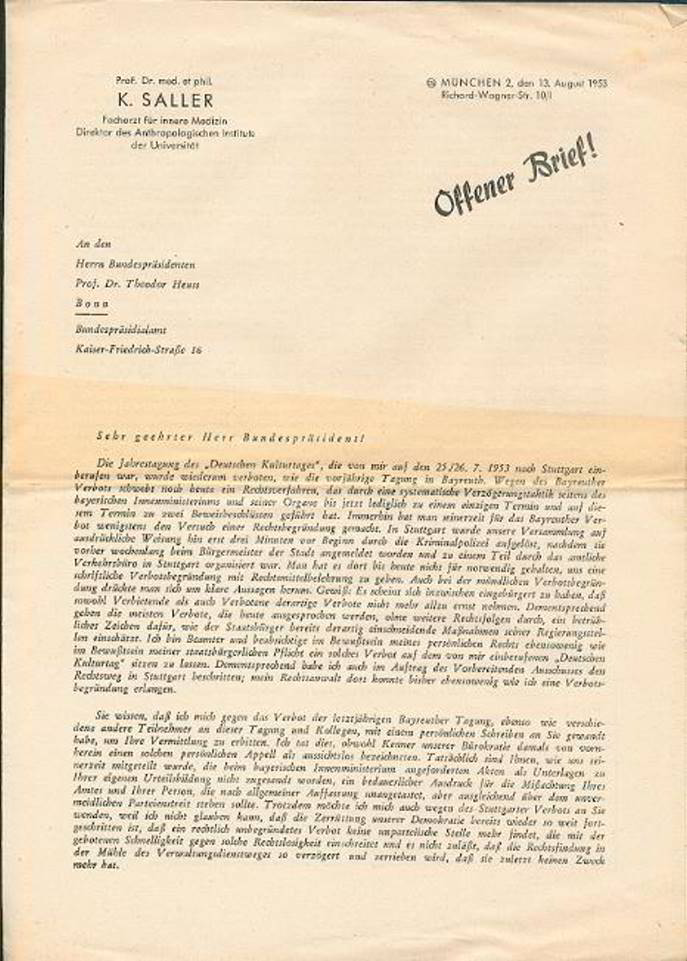 Prof. Dr. med. et phil.
K. SALLER
Facharzt für innere Medizin
Direktor des Anthropologischen Instituts
der Universität
MÜNCHEN 2, den 13. August 1953
Richard-Wagner-Str. 10/I
Offener Brief!
An den
Herrn Bundespräsidenten
Prof. Dr. Theodor Heuss
Bonn
Bundespräsidialamt
Kaiser-Friedrich-Straße 16
Sehr geehrter Herr Bundespräsident!
Die Jahrestagung des „Deutschen Kulturtages", die von mir auf den 25./26. 7. 1953 nach Stuttgart ein-
berufen war, wurde wiederum verboten, wie die vorjährige Tagung in Bayreuth. Wegen des Bayreuther
Verbots schwebt noch heute ein Rechtsverfahren, das durch eine systematische Verzögerungstaktik seitens des
bayerischen Innenministeriums und seiner Organe bis jetzt lediglich zu einem einzigen Termin und auf die-
sem Termin zu zwei Beweisbeschlüssen geführt hat. Immerhin hat man seinerzeit für das Bayreuther Ver-
bot wenigstens den Versuch einer Rechtsbegründung gemacht. In Stuttgart wurde unsere Versammlung auf
ausdrückliche Weisung hin erst drei Minuten vor Beginn durch die Kriminalpolizei aufgelöst, nachdem sie
vorher wochenlang beim Bürgermeister der Stadt angemeldet worden und zu einem Teil durch das amtliche
Verkehrsbüro in Stuttgart organisiert war. Man hat es dort bis heute nicht für notwendig gehalten, uns eine
schriftliche Verbotsbegründung mit Rechtsmittelbelehrung zu geben. Auch bei der mündlichen Verbotsbegrün-
dung drückte man sich um klare Aussagen herum. Gewiß: Es scheint sich inzwischen eingebürgert zu haben, daß
sowohl Verbietende als auch Verbotene derartige Verbote nicht mehr allzu ernst nehmen. Dementsprechend
gehen die meisten Verbote, die heute ausgesprochen werden, ohne weitere Rechtsfolgen durch, ein betrüb-
liches Zeichen dafür, wie der Staatsbürger bereits derartig einschneidende Maßnahmen seiner Regierungsstel-
len einschätzt. Ich bin Beamter und beabsichtige im Bewußtsein meines persönlichen Rechts ebensowenig wie
im Bewußtsein meiner staatsbürgerlichen Pflicht ein solches Verbot auf dem von mir einberufenen „Deutschen
Kulturtag" sitzen zu lassen. Dementsprechend habe ich auch im Auftrag des Vorbereitenden Ausschusses den
Rechtsweg in Stuttgart beschritten; mein Rechtsanwalt dort konnte bisher ebensowenig wie ich eine Verbots-
begründung erlangen.
Sie wissen, daß ich mich gegen das Verbot der letztjährigen Bayreuther Tagung, ebenso wie verschie-
dene andere Teilnehmer an dieser Tagung und Kollegen, mit einem persönlichen Schreiben an Sie gewandt
habe, um Ihre Vermittlung zu erbitten. Ich tat dies, obwohl Kenner unserer Bürokratie damals von vorn-
herein einen solchen persönlichen Appell als aussichtslos bezeichneten. Tatsächlich sind Ihnen, wie uns sei-
nerzeit mitgeteilt wurde, die beim bayerischen Innenministerium angeforderten Akten als Unterlagen zu
Ihrer eigenen Urteilsbildung nicht zugesandt worden, ein bedauerlicher Ausdruck für die Mißachtung Ihres
Amtes und Ihrer Person, die nach allgemeiner Auffassung unangetastet, aber ausgleichend über dem unver-
meidlichen Parteienstreit stehen sollte. Trotzdem möchte ich mich auch wegen des Stuttgarter Verbots an Sie
wenden, weil ich nicht glauben kann, daß die Zerrüttung unserer Demokratie bereits wieder so weit fort-
geschritten ist, daß ein rechtlich unbegründetes Verbot keine unparteiische Stelle mehr findet, die mit der
gebotenen Schnelligkeit gegen solche Rechtslosigkeit einschreitet und es nicht zuläßt, daß die Rechtsfindung in
der Mühle des Verwaltungsdienstweges so verzögert und zerrieben wird, daß sie zuletzt keinen Zweck
mehr hat.